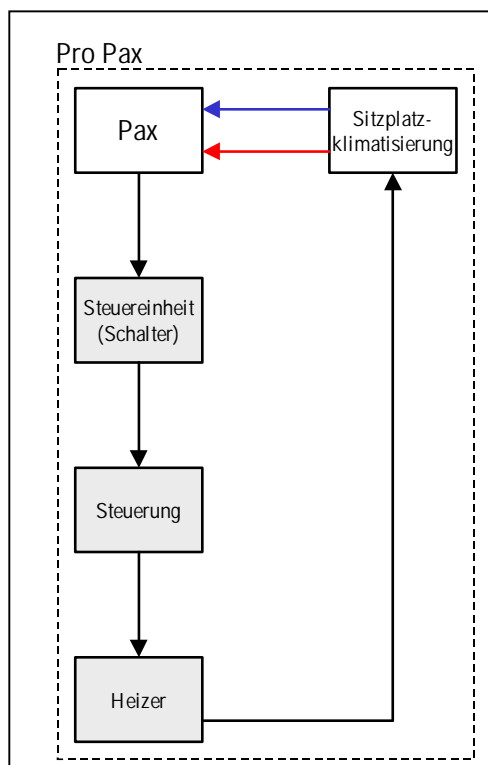 Pro Pax
Pax
Sitzplatz-
klimatisierung
Steuereinheit
(Schalter)
Steuerung
Heizer